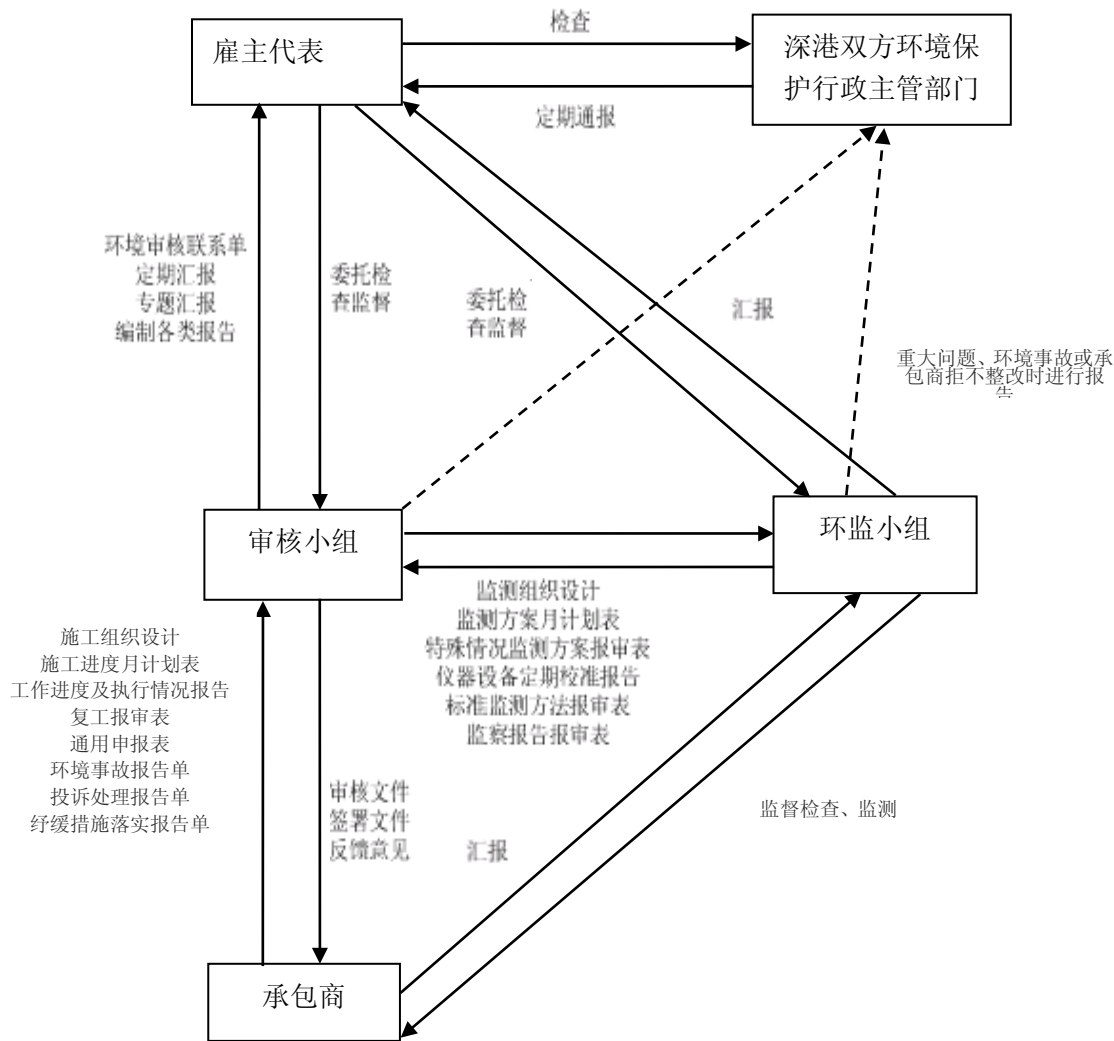 检查
雇主代表
深港双方环境保
护行政主管部门
定期通报
环境审核联系单
定期汇报
专题汇报
编制各类报告
委托检
查监督
委托检
查监督
汇报
重大问题、环境事故或承
包商拒不整改时进行报
告
审核小组
环监小组
监测组织设计
监测方案月计划表
特殊情况监测方案报审表
仪器设备定期校准报告
标准监测方法报审表
监察报告报审表
施工组织设计
施工进度月计划表
工作进度及执行情况报告
复工报审表
通用申报表
环境事故报告单
投诉处理报告单
纾缓措施落实报告单
审核文件
签署文件
反馈意见
汇报
监督检查、监测
承包商